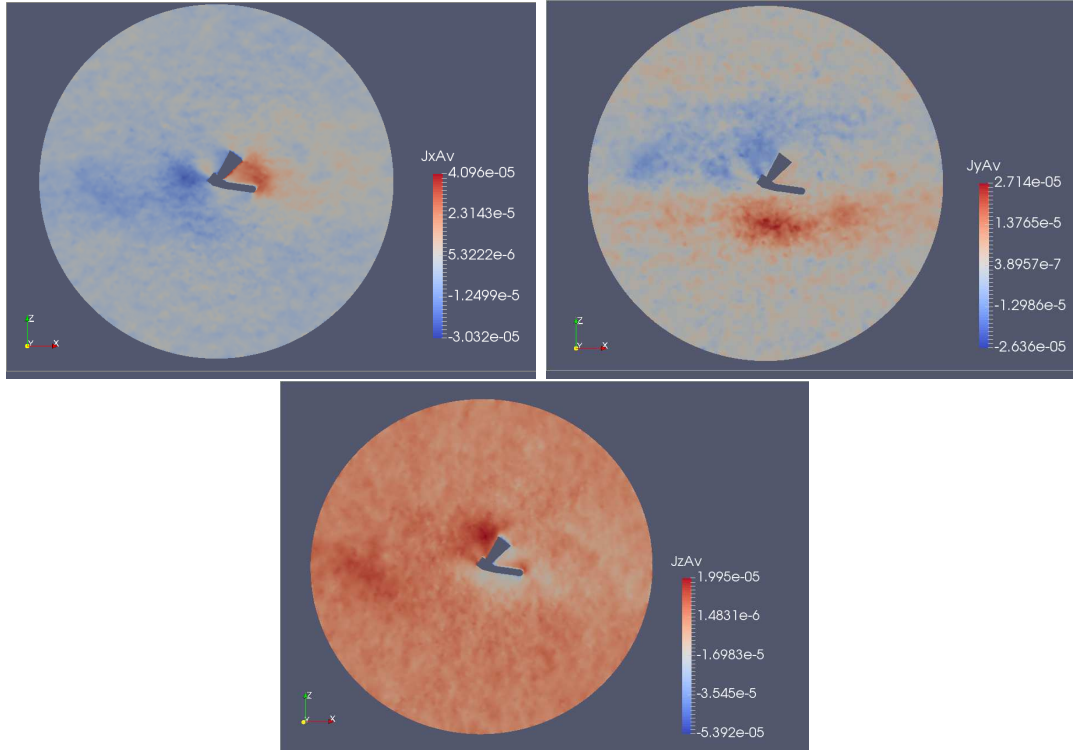 JxAv
4.096e-05
2.3143e-5
5.3222e-6
-1.2499e-5
-3.032e-05
Z
Y
X
JyAv
2.714e-05
1.3765e-5
3.8957e-7
-1.2986e-5
-2.636e-05
Z
Y
X
JzAv
1.995e-05
1.4831e-6
-1.6983e-5
-3.545e-5
-5.392e-05
Z
Y
X